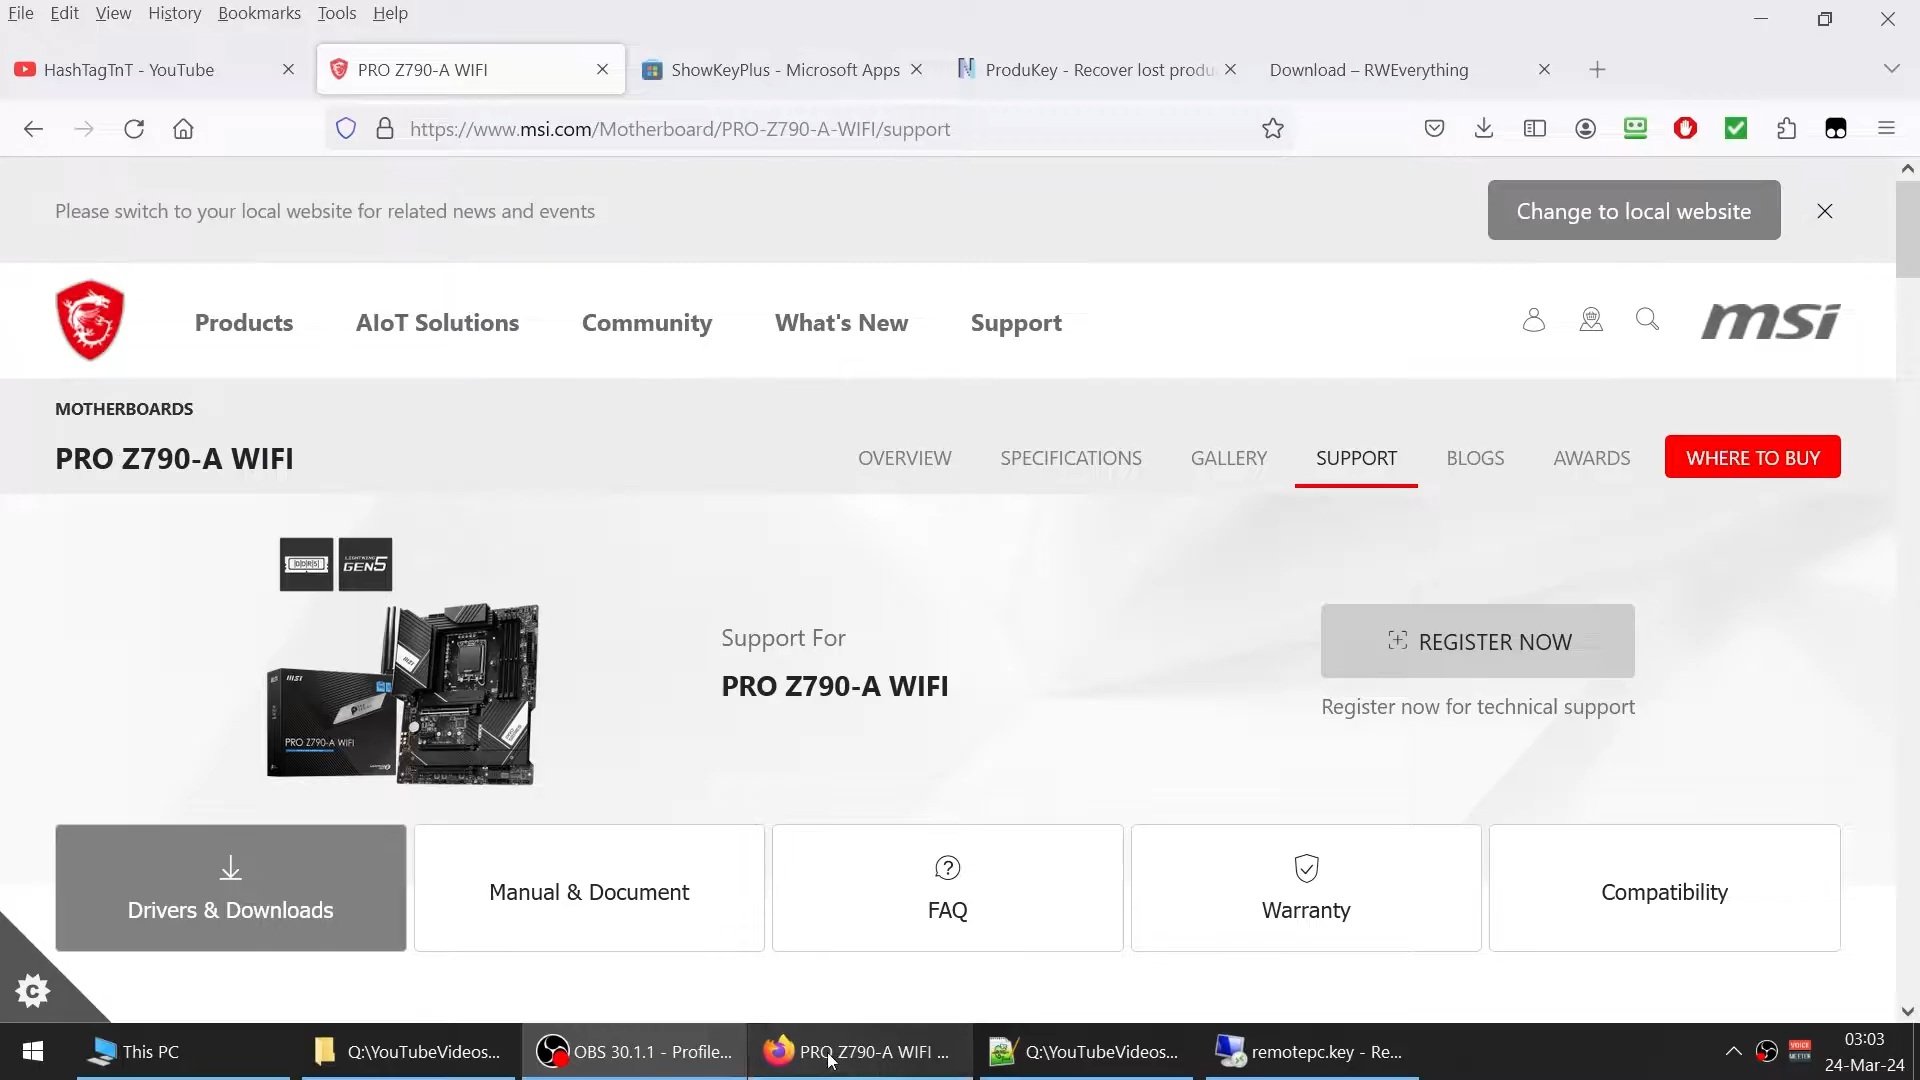 File Edit View History Bookmarks Tools Help
HashTagTnT - YouTube
PRO Z790-A WIFI
ShowKeyPlus - Microsoft Apps
ProduKey - Recover lost produ
Download – RWEverything
https://www.msi.com/Motherboard/PRO-Z790-A-WIFI/support
Please switch to your local website for related news and events
Change to local website
Products
AIoT Solutions
Community
What's New
Support
msi
MOTHERBOARDS
PRO Z790-A WIFI
OVERVIEW
SPECIFICATIONS
GALLERY
SUPPORT
BLOGS
AWARDS
WHERE TO BUY
DDR5
LIGHTNING
GEN5
msi
PRO Z790-A WIFI
Support For
PRO Z790-A WIFI
REGISTER NOW
Register now for technical support
Drivers & Downloads
Manual & Document
FAQ
Warranty
Compatibility
This PC
Q:\YouTubeVideos...
OBS 30.1.1 - Profile...
PRO Z790-A WIFI ...
Q:\YouTubeVideos...
remotepc.key - Re...
03:03
24-Mar-24